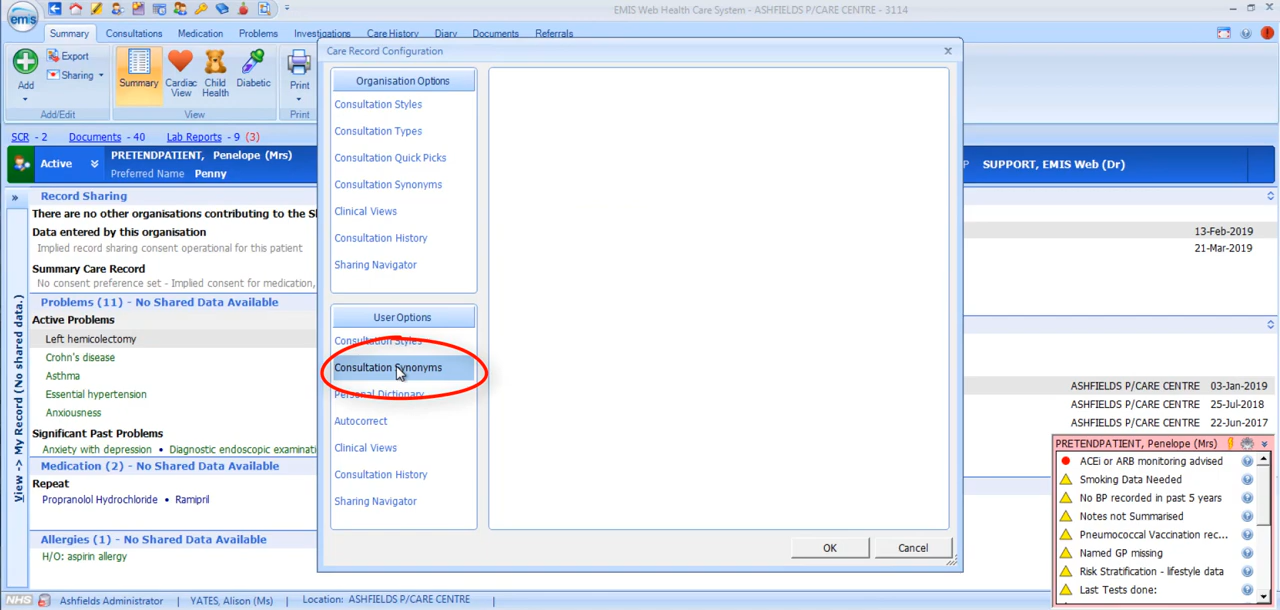 EMIS Web Health Care System - ASHFIELDS P/CARE CENTRE - 3114
emis
Summary Consultations Medication Problems Investigations Care History Diary Documents Referrals
Export
Sharing
Add
Summary
Cardiac View
Child Health
Diabetic
Print
Add/Edit View Print
SCR - 2 Documents - 40 Lab Reports - 9 (3)
Active
PRETENDPATIENT, Penelope (Mrs)
Preferred Name Penny
SUPPORT, EMIS Web (Dr)
»
View -> My Record (No shared data.)
Record Sharing
There are no other organisations contributing to the
Data entered by this organisation
Implied record sharing consent operational for this patient
Summary Care Record
No consent preference set - Implied consent for medication,
Problems (11) - No Shared Data Available
Active Problems
Left hemicolectomy
Crohn's disease
Asthma
Essential hypertension
Anxiousness
Significant Past Problems
Anxiety with depression • Diagnostic endoscopic examinati
Medication (2) - No Shared Data Available
Repeat
Propranolol Hydrochloride • Ramipril
Allergies (1) - No Shared Data Available
H/O: aspirin allergy
Care Record Configuration
Organisation Options
Consultation Styles
Consultation Types
Consultation Quick Picks
Consultation Synonyms
Clinical Views
Consultation History
Sharing Navigator
User Options
Consultation Styles
Consultation Synonyms
Personal Dictionary
Autocorrect
Clinical Views
Consultation History
Sharing Navigator
OK Cancel
13-Feb-2019
21-Mar-2019
ASHFIELDS P/CARE CENTRE 03-Jan-2019
ASHFIELDS P/CARE CENTRE 25-Jul-2018
ASHFIELDS P/CARE CENTRE 22-Jun-2017
PRETENDPATIENT, Penelope (Mrs)
ACEi or ARB monitoring advised
Smoking Data Needed
No BP recorded in past 5 years
Notes not Summarised
Pneumococcal Vaccination rec...
Named GP missing
Risk Stratification - lifestyle data
Last Tests done:
NHS Ashfields Administrator YATES, Alison (Ms) Location: ASHFIELDS P/CARE CENTRE